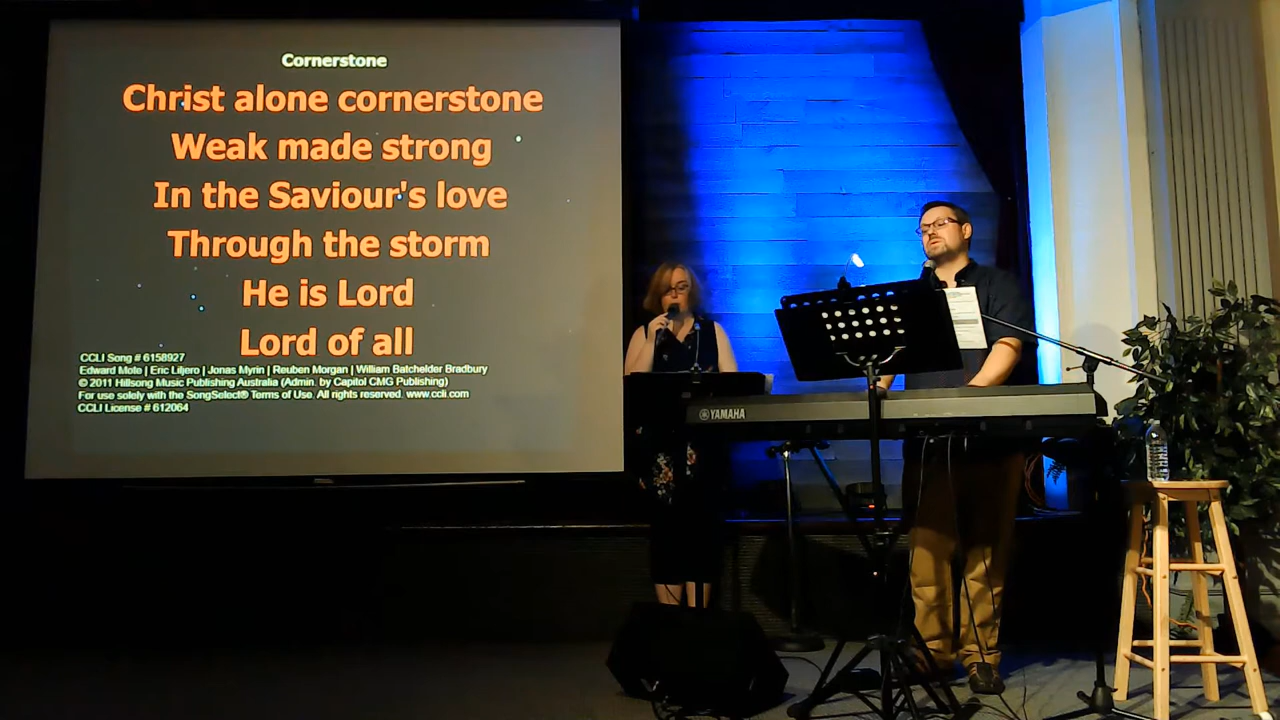 Cornerstone
Christ alone cornerstone
Weak made strong
In the Saviour's love
Through the storm
He is Lord
Lord of all
CCLI Song # 6158927
Edward Mote | Eric Liljero | Jonas Myrin | Reuben Morgan | William Batchelder Bradbury
© 2011 Hillsong Music Publishing Australia (Admin. by Capitol CMG Publishing)
For use solely with the SongSelect® Terms of Use. All rights reserved. www.ccli.com
CCLI License # 612064
YAMAHA